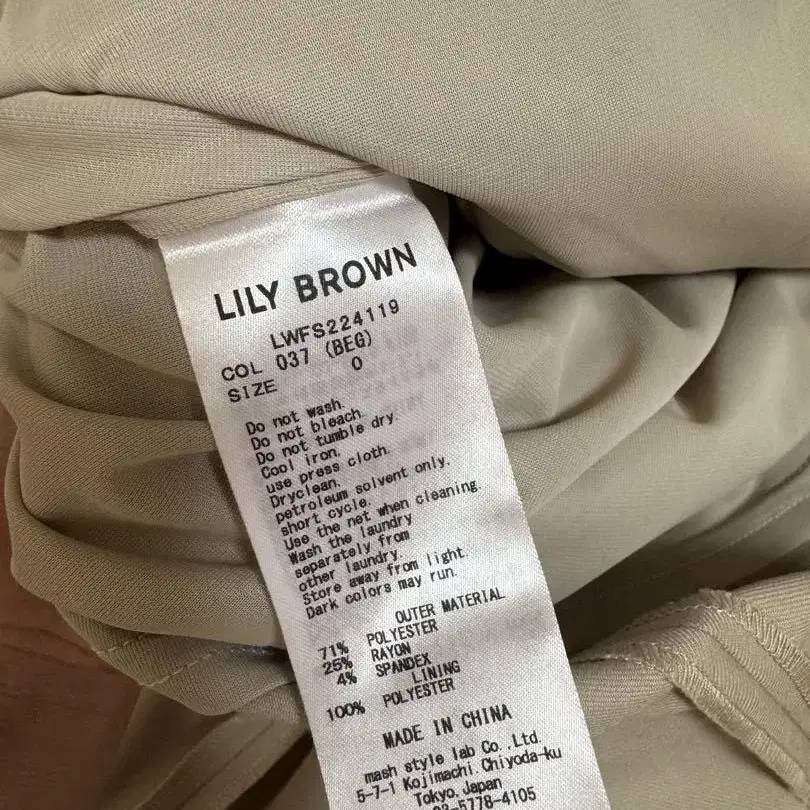 LILY BROWN
LWFS224119
COL 037 (BEG)
SIZE 0
Do not wash.
Do not bleach.
Do not tumble dry.
Cool iron.
use press cloth.
Dryclean.
petroleum solvent only.
short cycle.
Use the net when cleaning.
Wash the laundry
separately from
other laundry.
Store away from light.
Dark colors may run.
OUTER MATERIAL
71% POLYESTER
25% RAYON
4% SPANDEX
LINING
100% POLYESTER
MADE IN CHINA
mash style lab Co.,Ltd.
5-7-1 Kojimachi.Chiyoda-ku
Tokyo.Japan
03-5778-4105